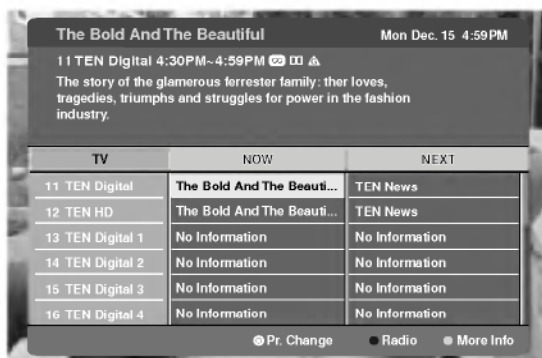 The Bold And The Beautiful Mon Dec. 15 4:59PM
11 TEN Digital 4:30PM~4:59PM
The story of the glamerous ferrester family: ther loves,
tragedies, triumphs and struggles for power in the fashion
industry.
TV NOW NEXT
11 TEN Digital The Bold And The Beauti... TEN News
12 TEN HD The Bold And The Beauti... TEN News
13 TEN Digital 1 No Information No Information
14 TEN Digital 2 No Information No Information
15 TEN Digital 3 No Information No Information
16 TEN Digital 4 No Information No Information
Pr. Change Radio More Info